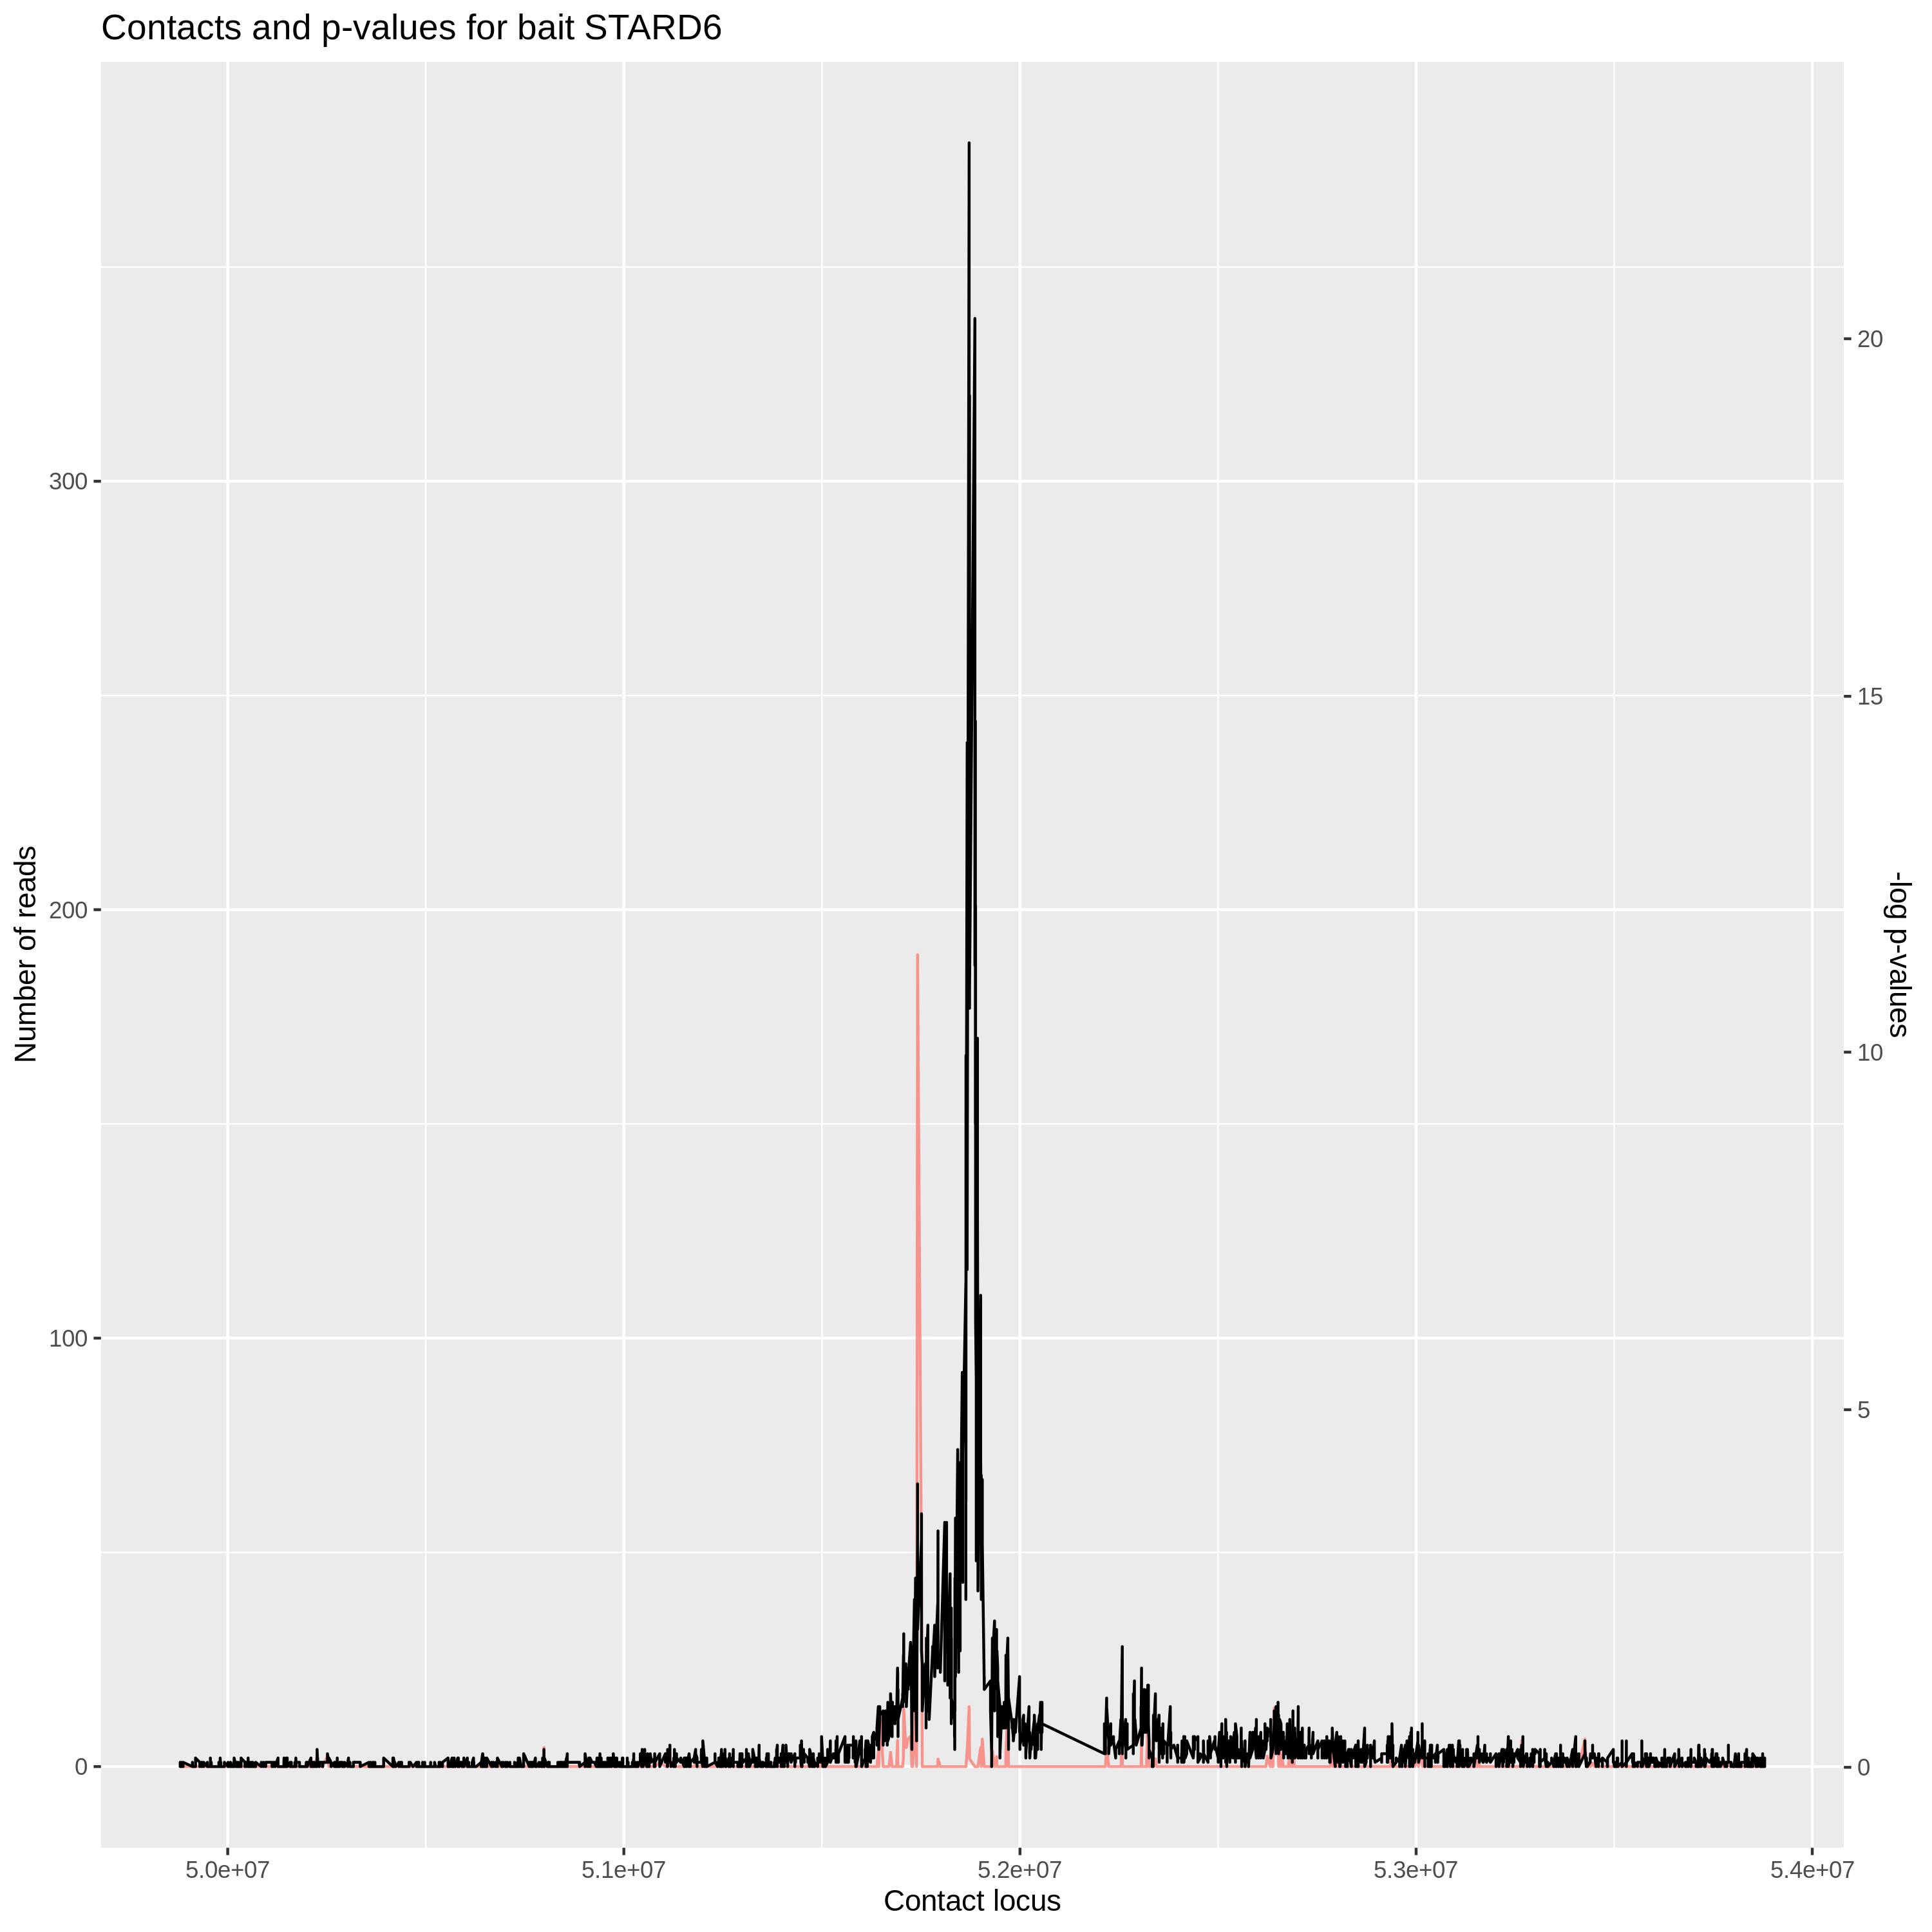 Contacts and p-values for bait STARD6
Number of reads
300
200
100
0
20
15
10
5
0
-log p-values
5.0e+07
5.1e+07
5.2e+07
5.3e+07
5.4e+07
Contact locus